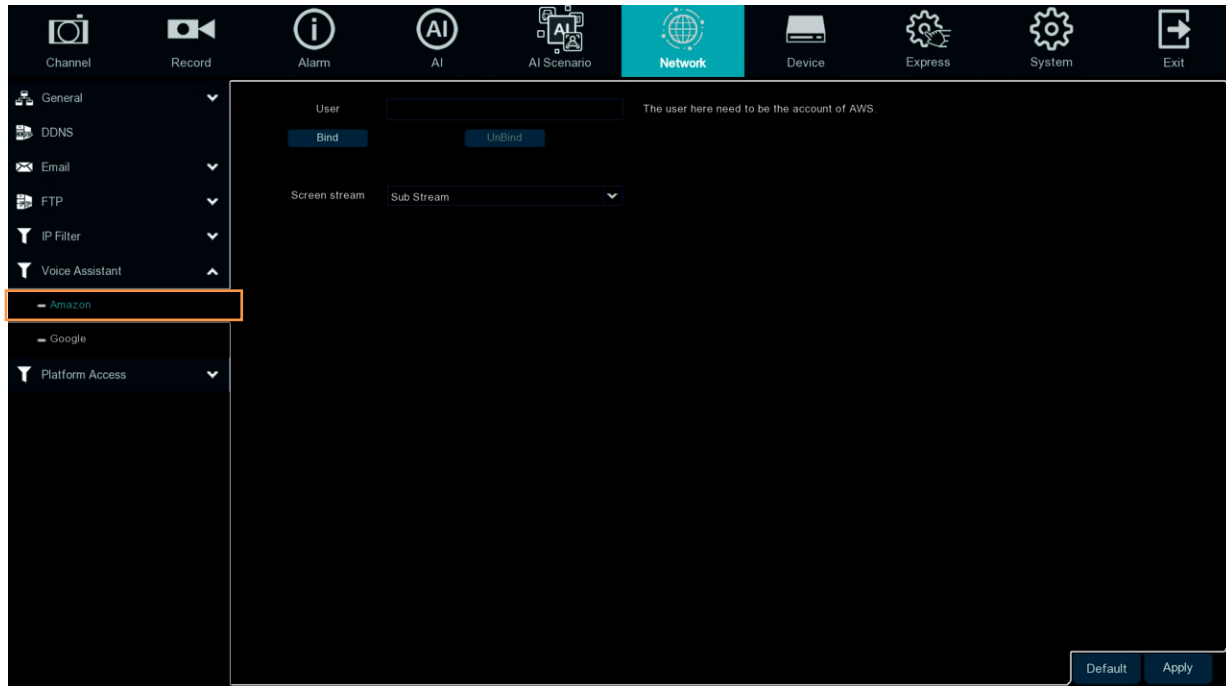 Channel
Record
Alarm
AI
AI
AI
AI Scenario
Network
Device
Express
System
Exit
General
DDNS
Email
FTP
IP Filter
Voice Assistant
Amazon
Google
Platform Access
User
The user here need to be the account of AWS.
Bind
UnBind
Screen stream
Sub Stream
Default
Apply